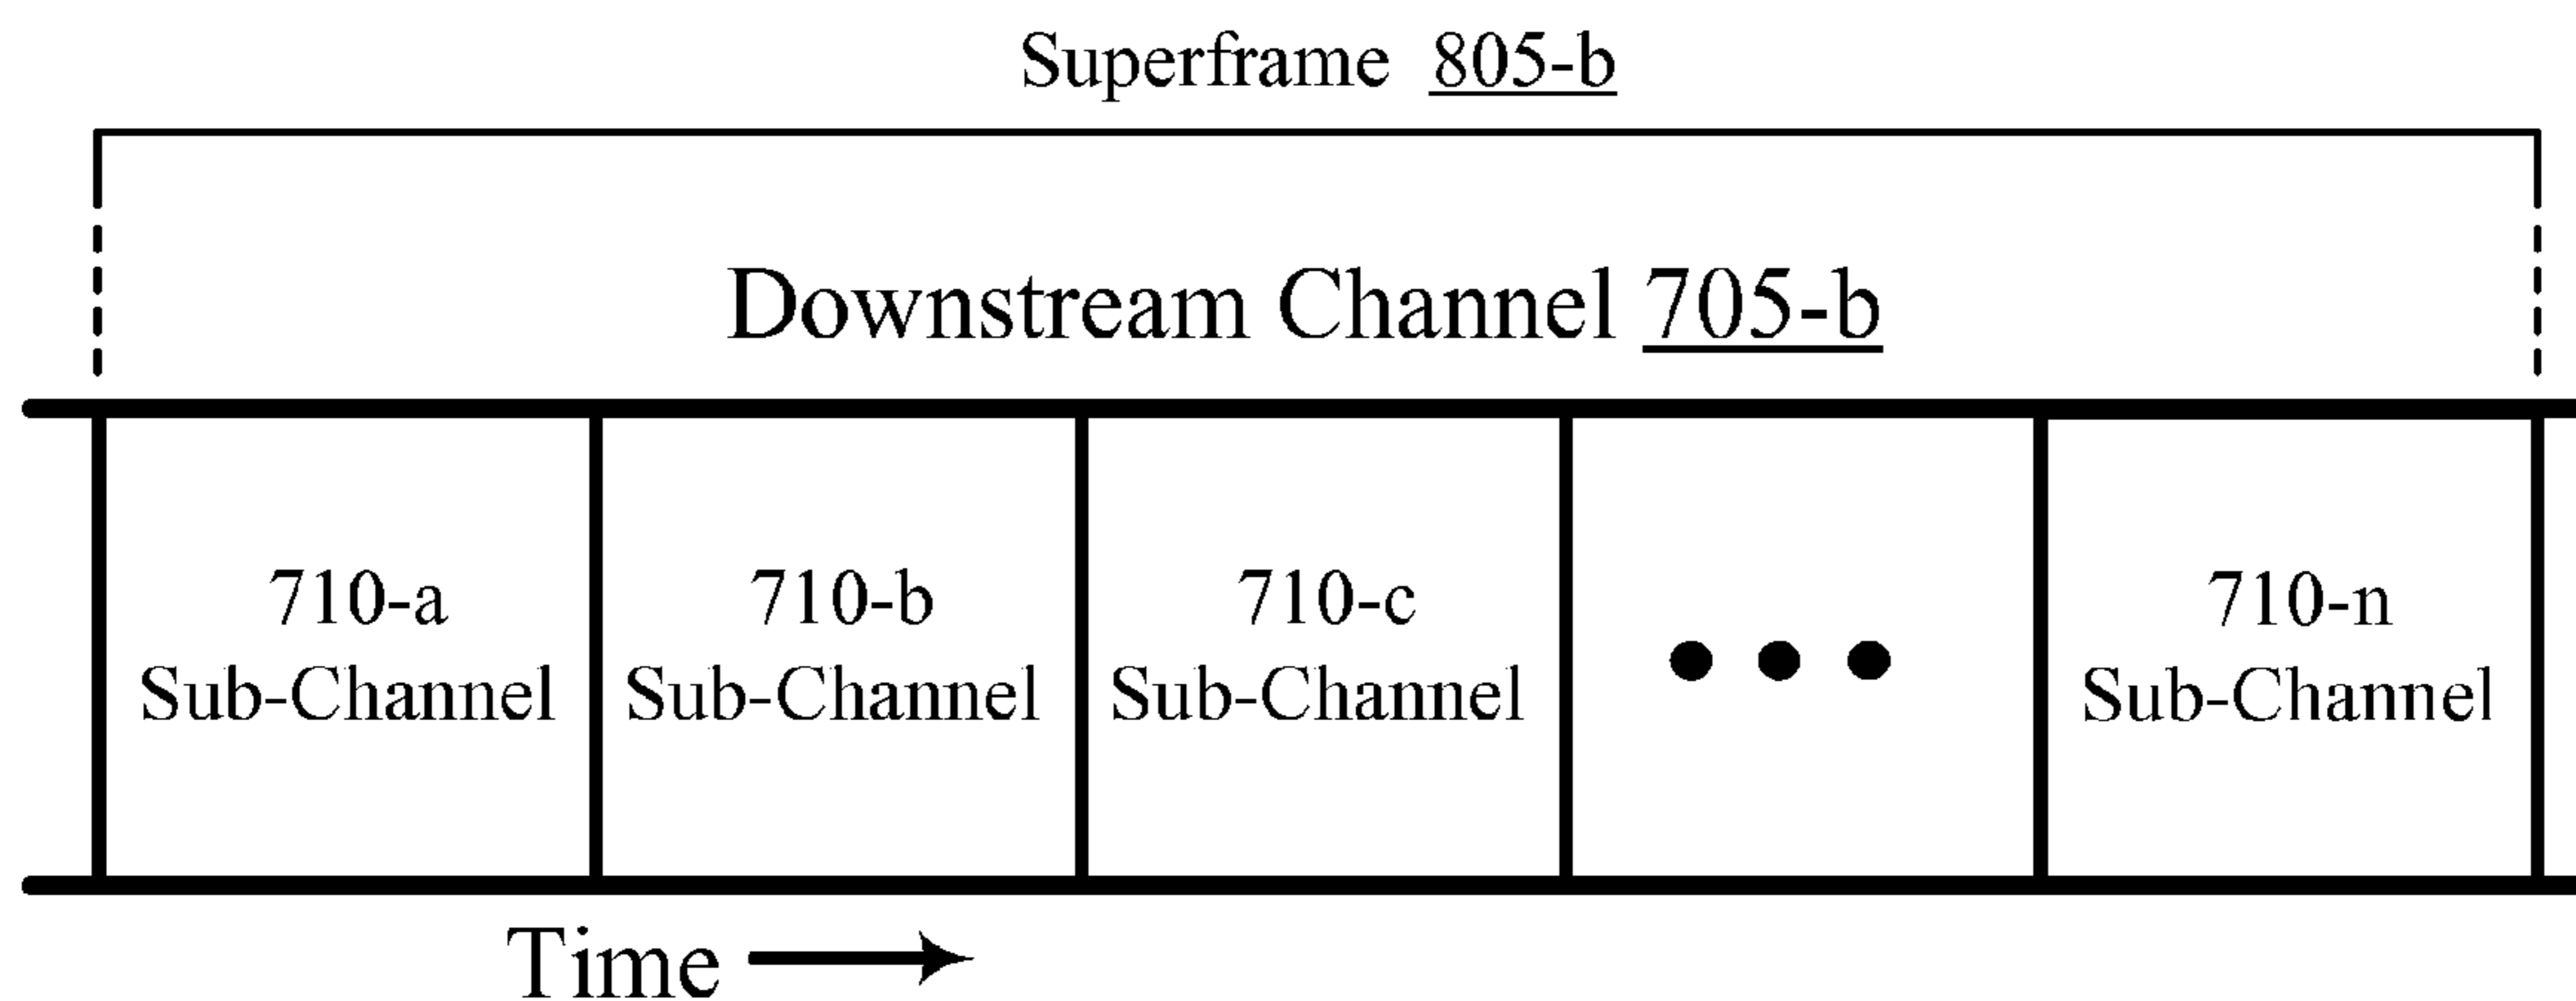 Superframe 805-b
Downstream Channel 705-b
710-a
Sub-Channel
710-b
Sub-Channel
710-c
Sub-Channel
710-n
Sub-Channel
Time